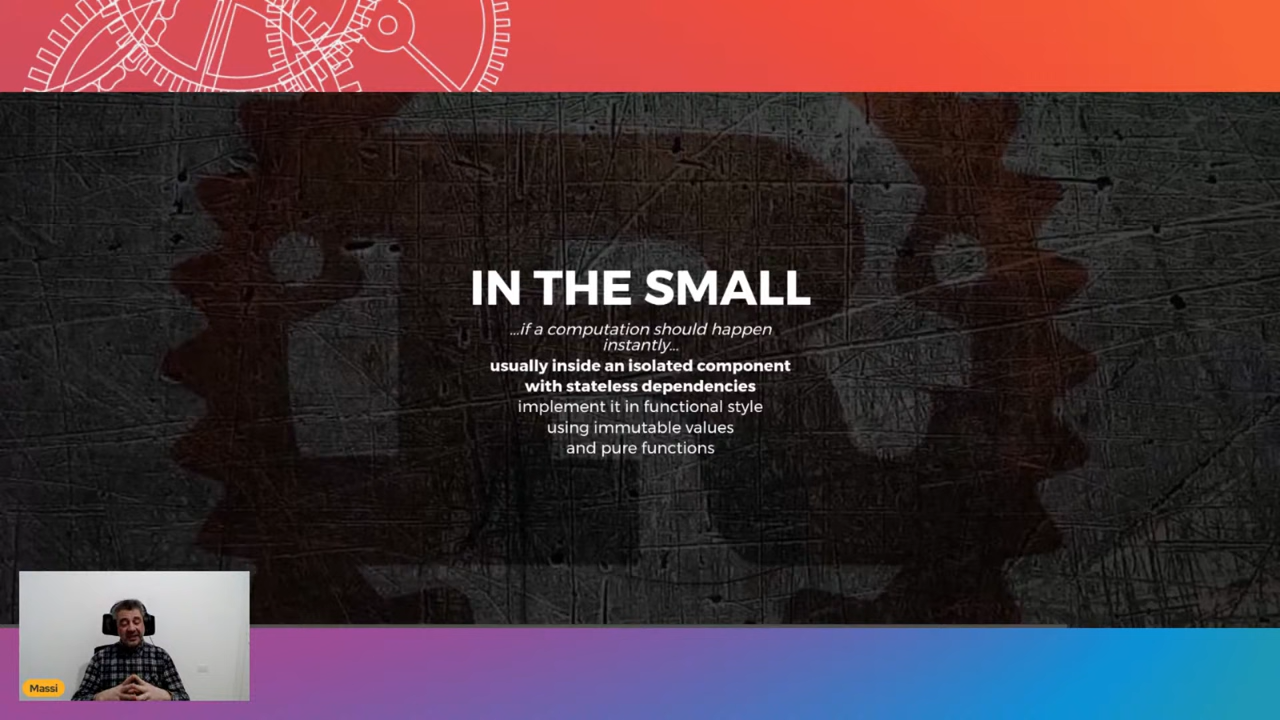 IN THE SMALL
...if a computation should happen
instantly...
usually inside an isolated component
with stateless dependencies
implement it in functional style
using immutable values
and pure functions
Massi